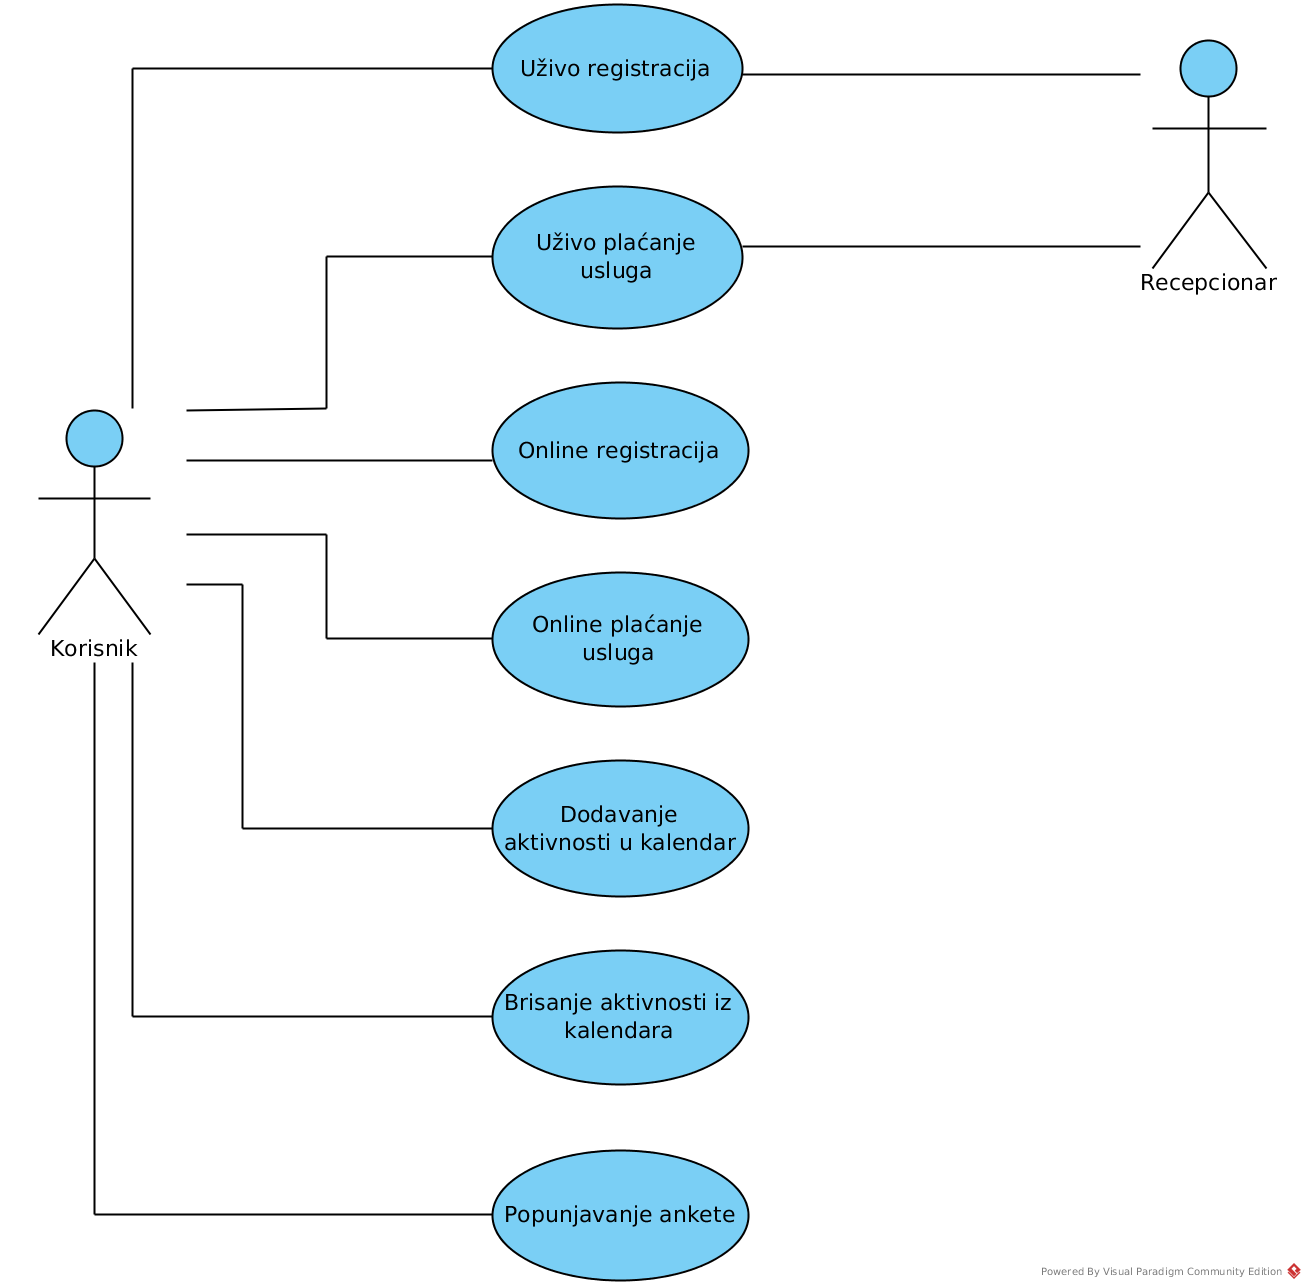 Uživo registracija
Recepcionar
Uživo plaćanje
usluga
Online registracija
Korisnik
Online plaćanje
usluga
Dodavanje
aktivnosti u kalendar
Brisanje aktivnosti iz
kalendara
Popunjavanje ankete
Powered By Visual Paradigm Community Edition